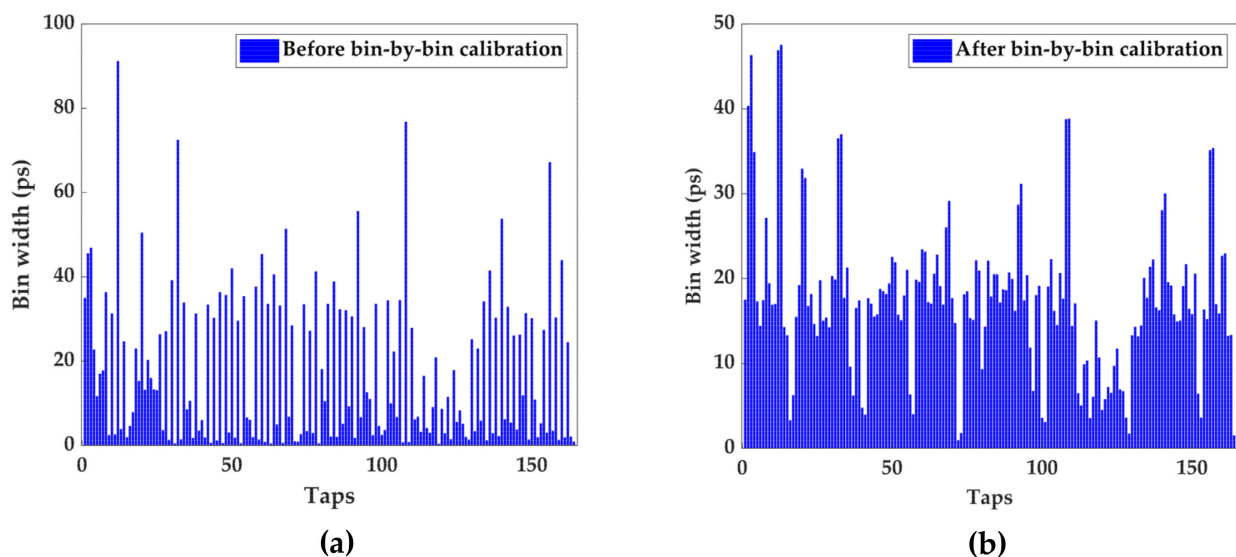 100
80
60
40
20
0
Bin width (ps)
Before bin-by-bin calibration
0 50 100 150
Taps
(a)
50
40
30
20
10
0
Bin width (ps)
After bin-by-bin calibration
0 50 100 150
Taps
(b)